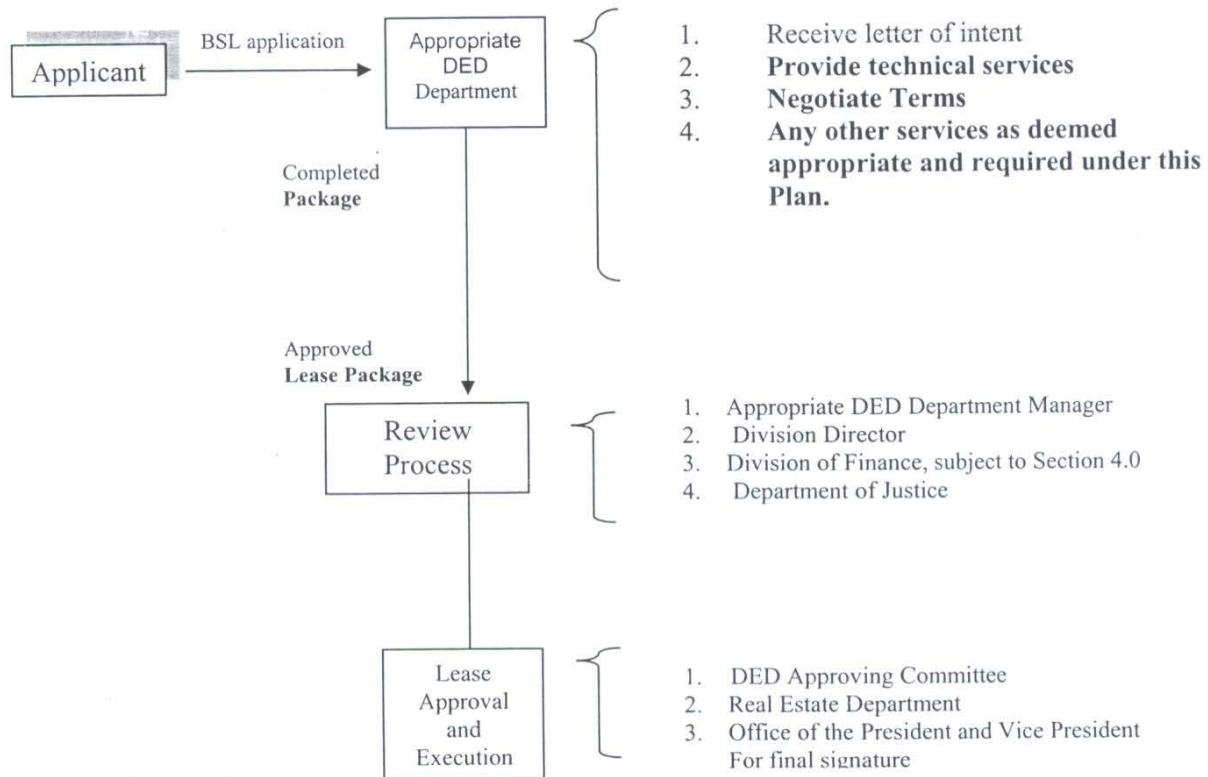 Applicant
BSL application
Appropriate
DED
Department
1. Receive letter of intent
2. Provide technical services
3. Negotiate Terms
4. Any other services as deemed
appropriate and required under this
Plan.
Completed
Package
Approved
Lease Package
Review
Process
1. Appropriate DED Department Manager
2. Division Director
3. Division of Finance, subject to Section 4.0
4. Department of Justice
Lease
Approval
and
Execution
1. DED Approving Committee
2. Real Estate Department
3. Office of the President and Vice President
For final signature